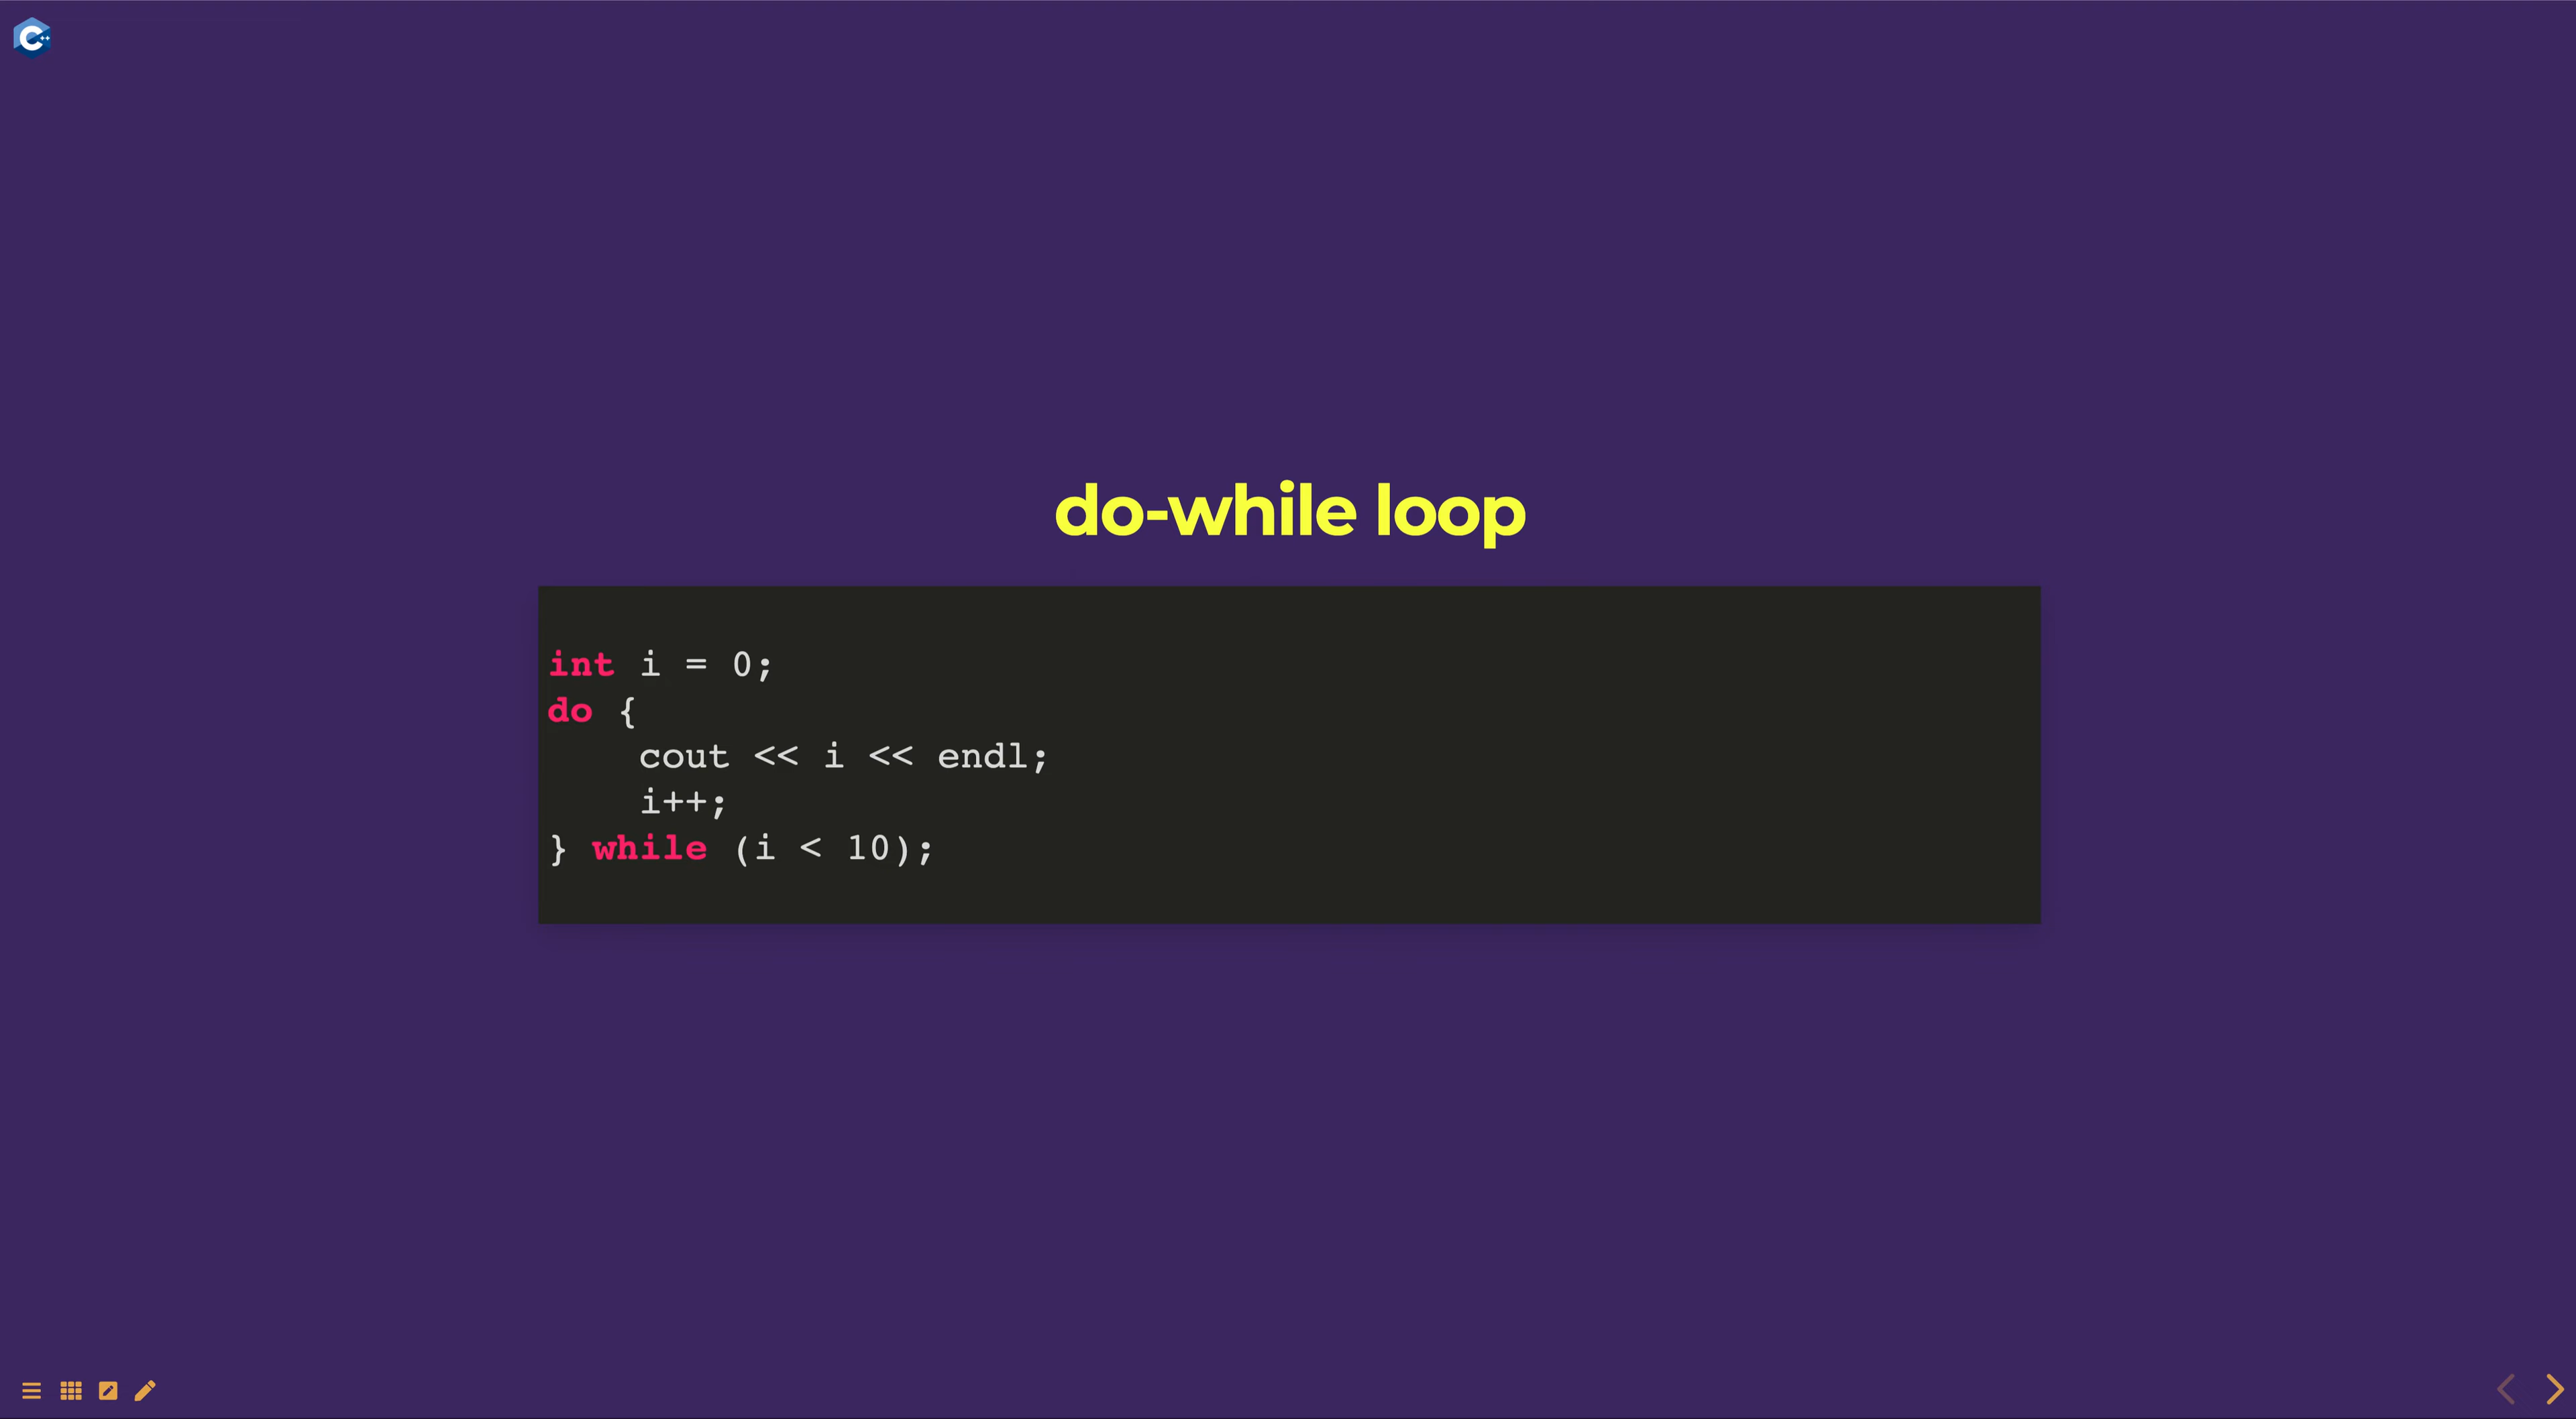 C++
do-while loop
int i = 0;
do {
    cout << i << endl;
    i++;
} while (i < 10);